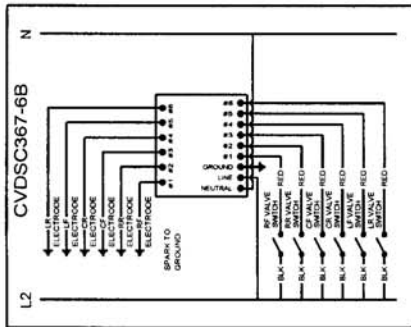 CVDSC367-6B
L2
N
LR
ELECTRODE
LF
ELECTRODE
CR
ELECTRODE
CF
ELECTRODE
RR
ELECTRODE
RF
ELECTRODE
SPARK TO
GROUND
#6
#5
#4
#3
#2
#1
#6
#5
#4
#3
#2
#1
GROUND
LINE
NEUTRAL
BLK
RF VALVE
SWITCH
RED
BLK
RR VALVE
SWITCH
RED
BLK
CF VALVE
SWITCH
RED
BLK
CR VALVE
SWITCH
RED
BLK
LF VALVE
SWITCH
RED
BLK
LR VALVE
SWITCH
RED